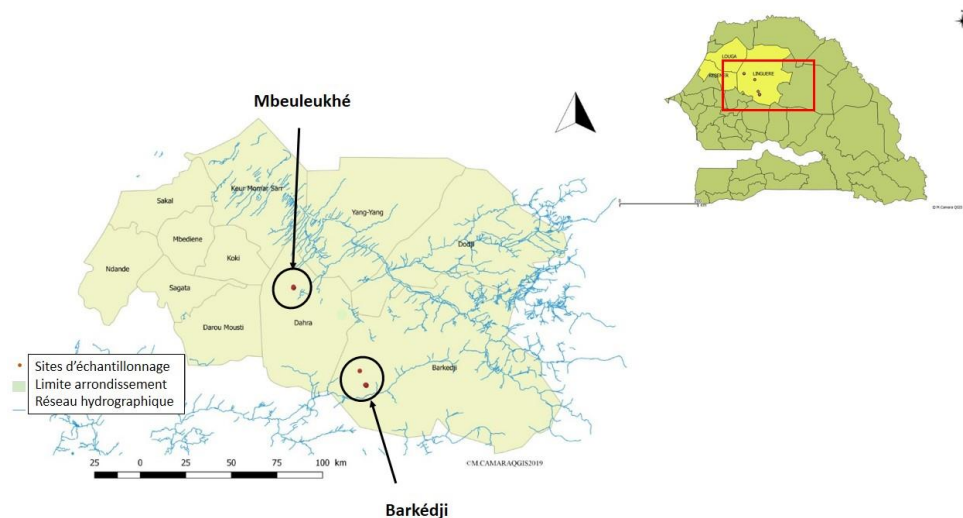 Mbeuleukhé
LOUGA
LINGUERE
Keur Momar Sarr
Sakal
Yang-Yang
Mbediene
Dodji
Koki
Ndande
Sagata
Darou Mousti
Dahra
Barkedji
Sites d'échantillonnage
Limite arrondissement
Réseau hydrographique
25 0 25 50 75 100 km
©M.CAMARAQGIS2019
Barkédji